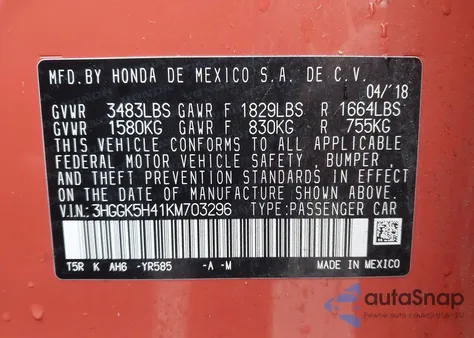 MFD.BY HONDA DE MEXICO S.A. DE C.V.
04/'18
GVWR 3483LBS GAWR F 1829LBS R 1664LBS
GVWR 1580KG GAWR F 830KG R 755KG
THIS VEHICLE CONFORMS TO ALL APPLICABLE
FEDERAL MOTOR VEHICLE SAFETY, BUMPER
AND THEFT PREVENTION STANDARDS IN EFFECT
ON THE DATE OF MANUFACTURE SHOWN ABOVE.
V.I.N.: 3HGGK5H41KM703296 TYPE:PASSENGER CAR
T5R K AH6 -YR585 -A -M
MADE IN MEXICO
autoSnap